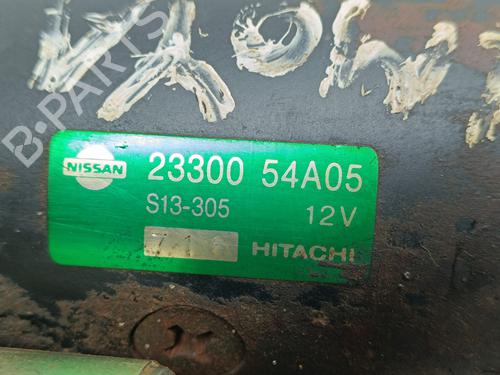 B-PARTS
NISSAN 23300 54A05
S13-305 12V
HITACHI